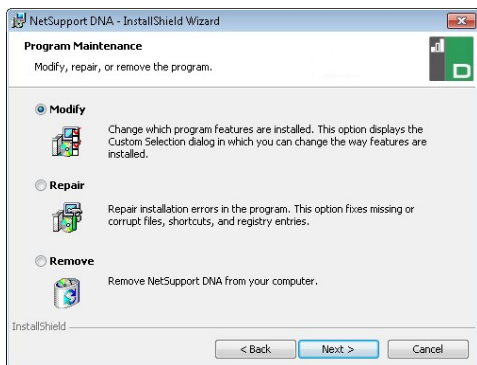 NetSupport DNA - InstallShield Wizard
Program Maintenance
Modify, repair, or remove the program.
D
Modify
Change which program features are installed. This option displays the
Custom Selection dialog in which you can change the way features are
installed.
Repair
Repair installation errors in the program. This option fixes missing or
corrupt files, shortcuts, and registry entries.
Remove
Remove NetSupport DNA from your computer.
InstallShield
< Back
Next >
Cancel